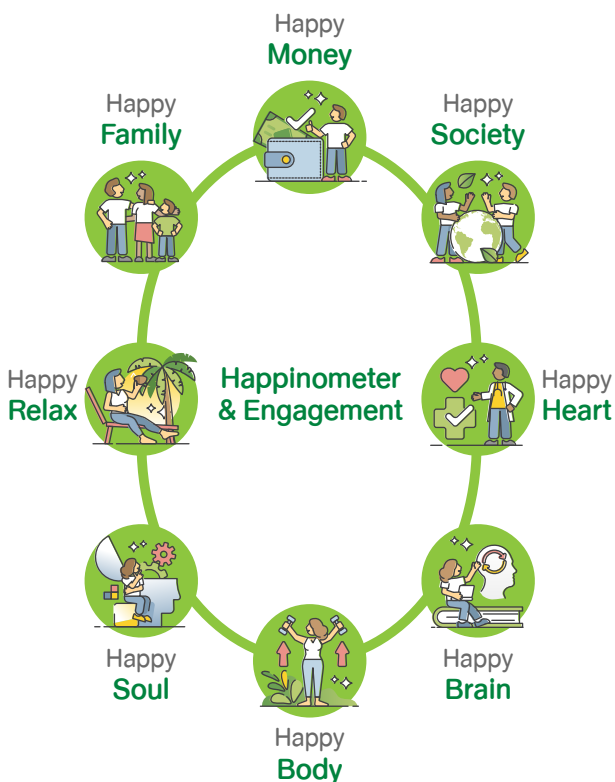 Happy
Money
Happy
Family
Happy
Society
Happy
Relax
Happinometer
& Engagement
Happy
Heart
Happy
Soul
Happy
Brain
Happy
Body